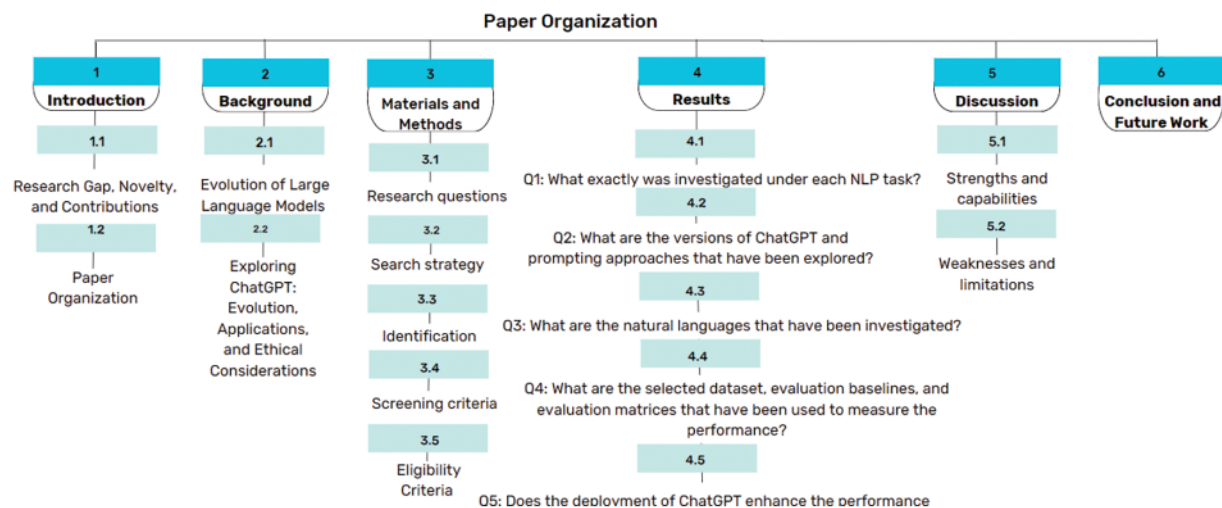 Paper Organization
1
Introduction
1.1
Research Gap, Novelty,
and Contributions
1.2
Paper
Organization
2
Background
2.1
Evolution of Large
Language Models
2.2
Exploring
ChatGPT:
Evolution,
Applications,
and Ethical
Considerations
3
Materials and
Methods
3.1
Research questions
3.2
Search strategy
3.3
Identification
3.4
Screening criteria
3.5
Eligibility
Criteria
4
Results
4.1
Q1: What exactly was investigated under each NLP task?
4.2
Q2: What are the versions of ChatGPT and
prompting approaches that have been explored?
4.3
Q3: What are the natural languages that have been investigated?
4.4
Q4: What are the selected dataset, evaluation baselines, and
evaluation matrices that have been used to measure the
performance?
4.5
Q5: Does the deployment of ChatGPT enhance the performance
5
Discussion
5.1
Strengths and
capabilities
5.2
Weaknesses and
limitations
6
Conclusion and
Future Work